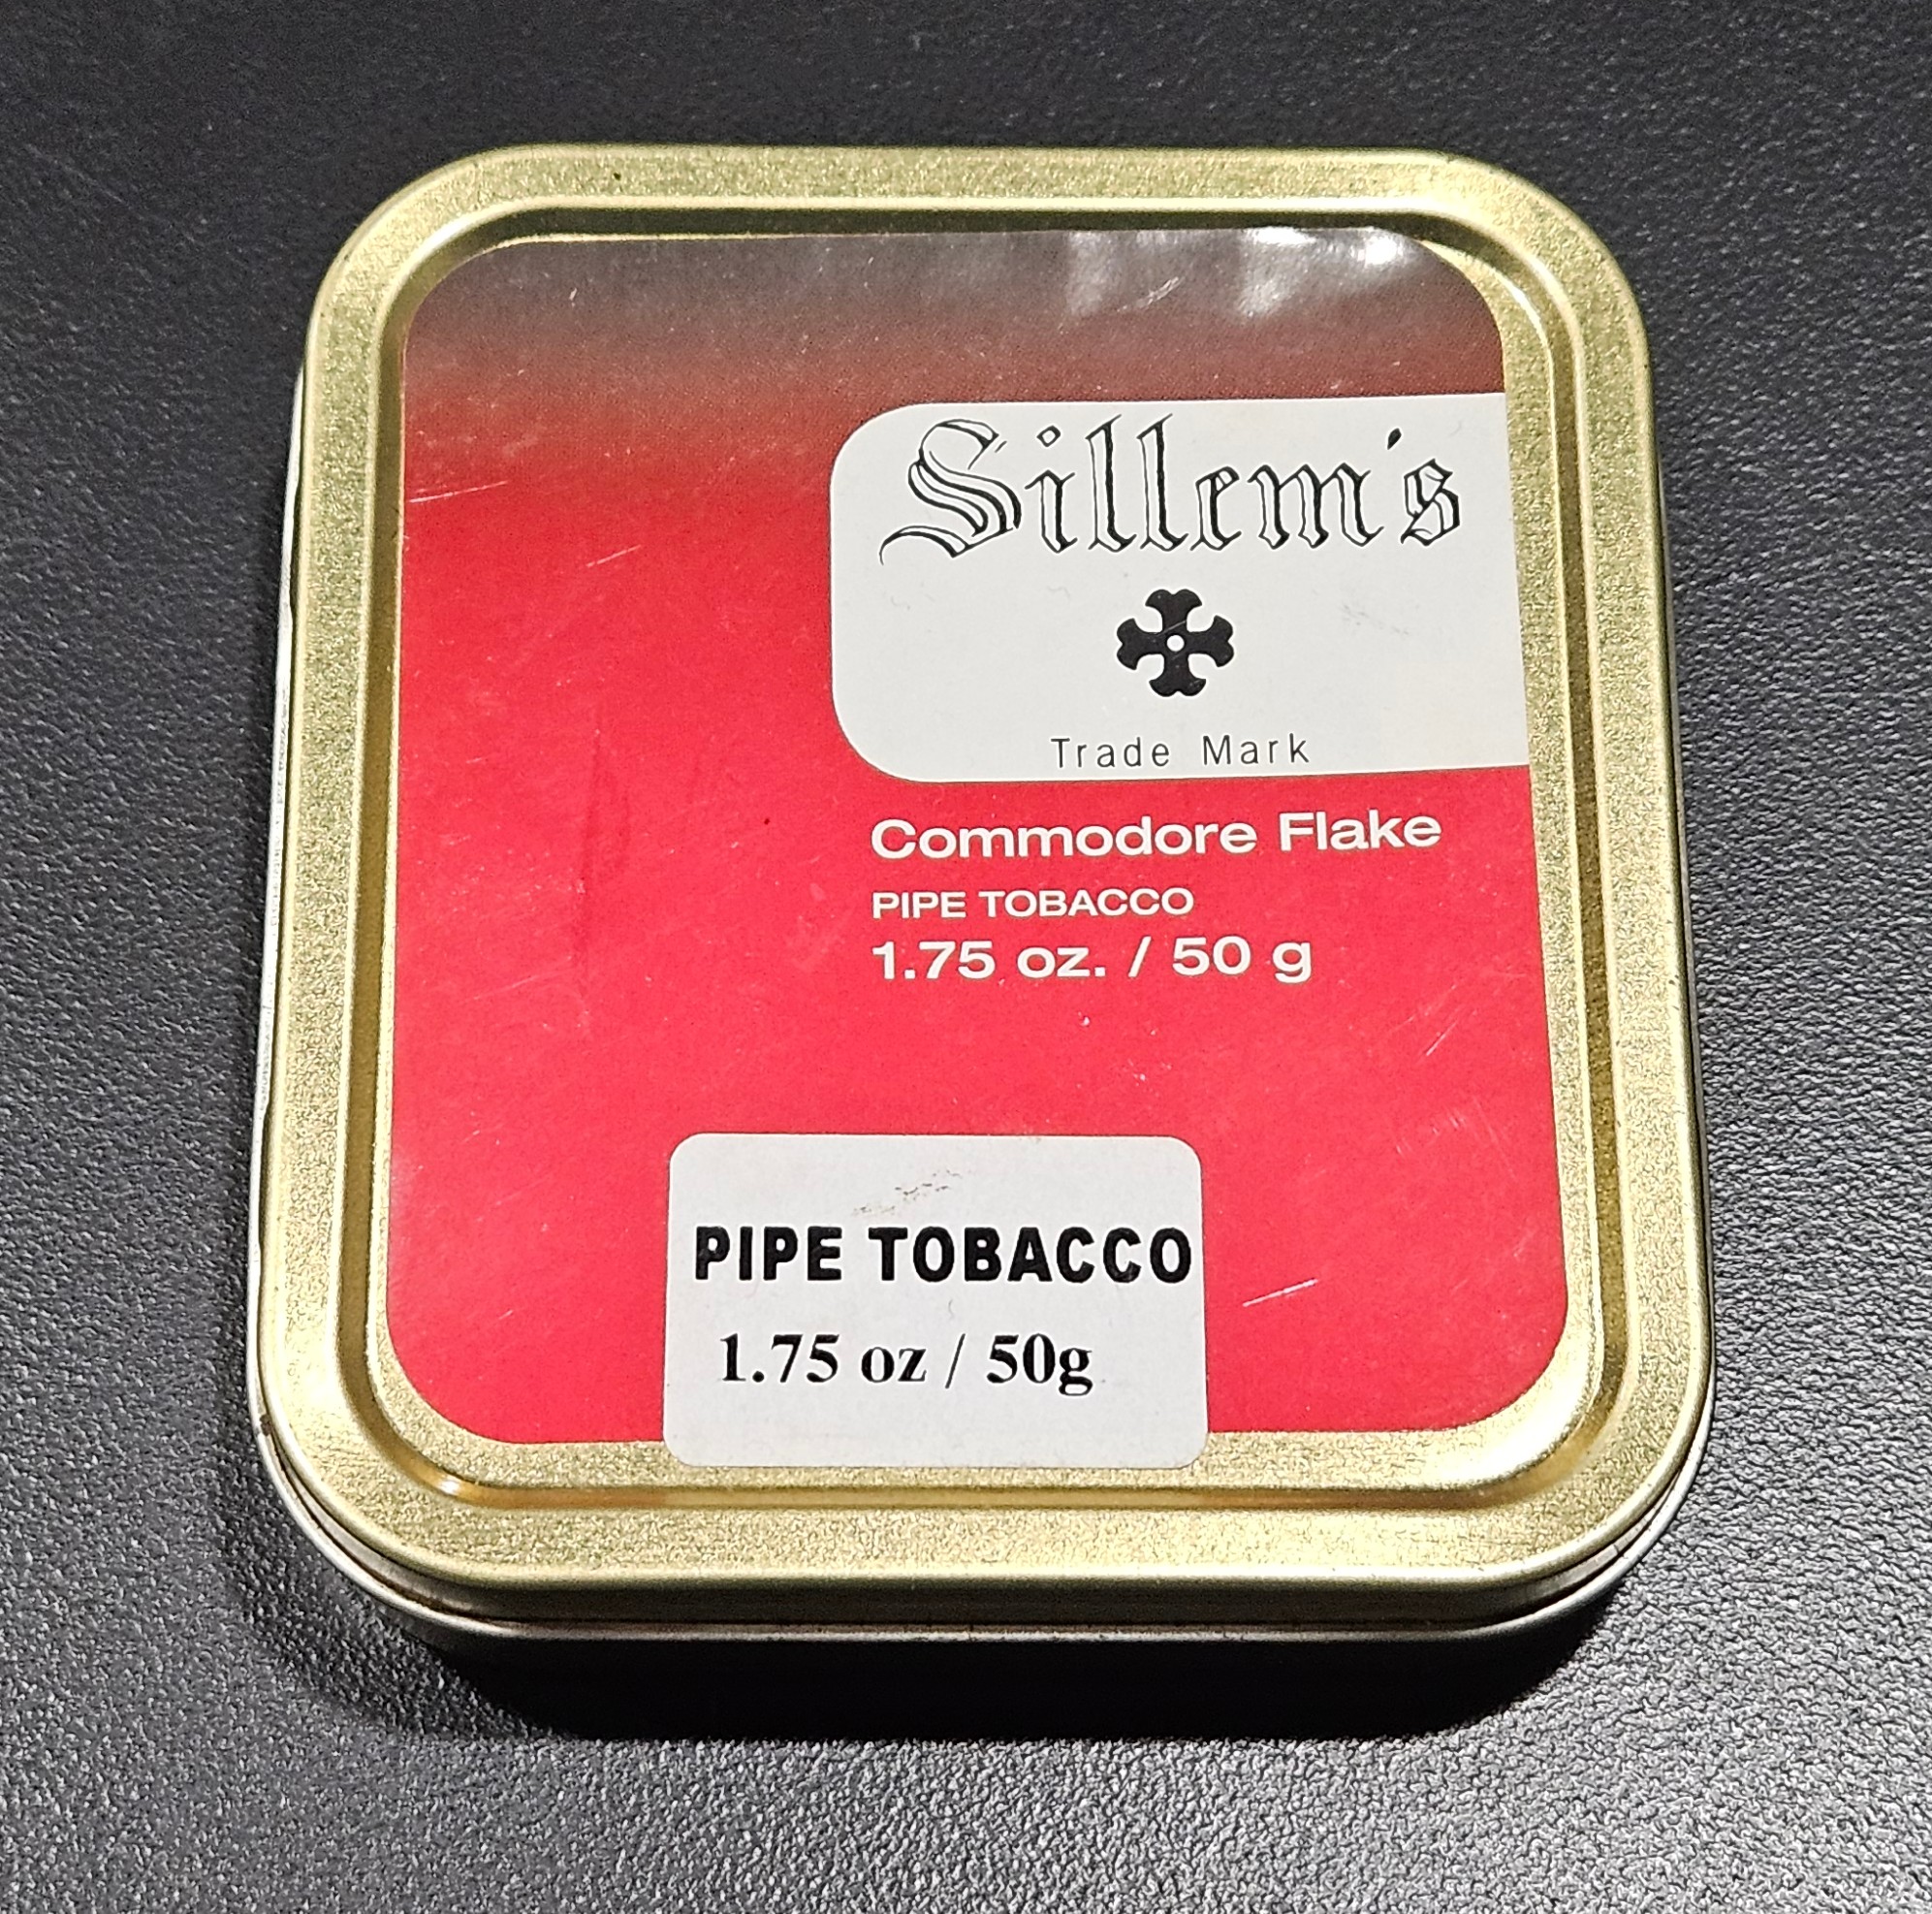 Sillem's
Trade Mark
Commodore Flake
PIPE TOBACCO
1.75 oz. / 50 g
PIPE TOBACCO
1.75 oz / 50g